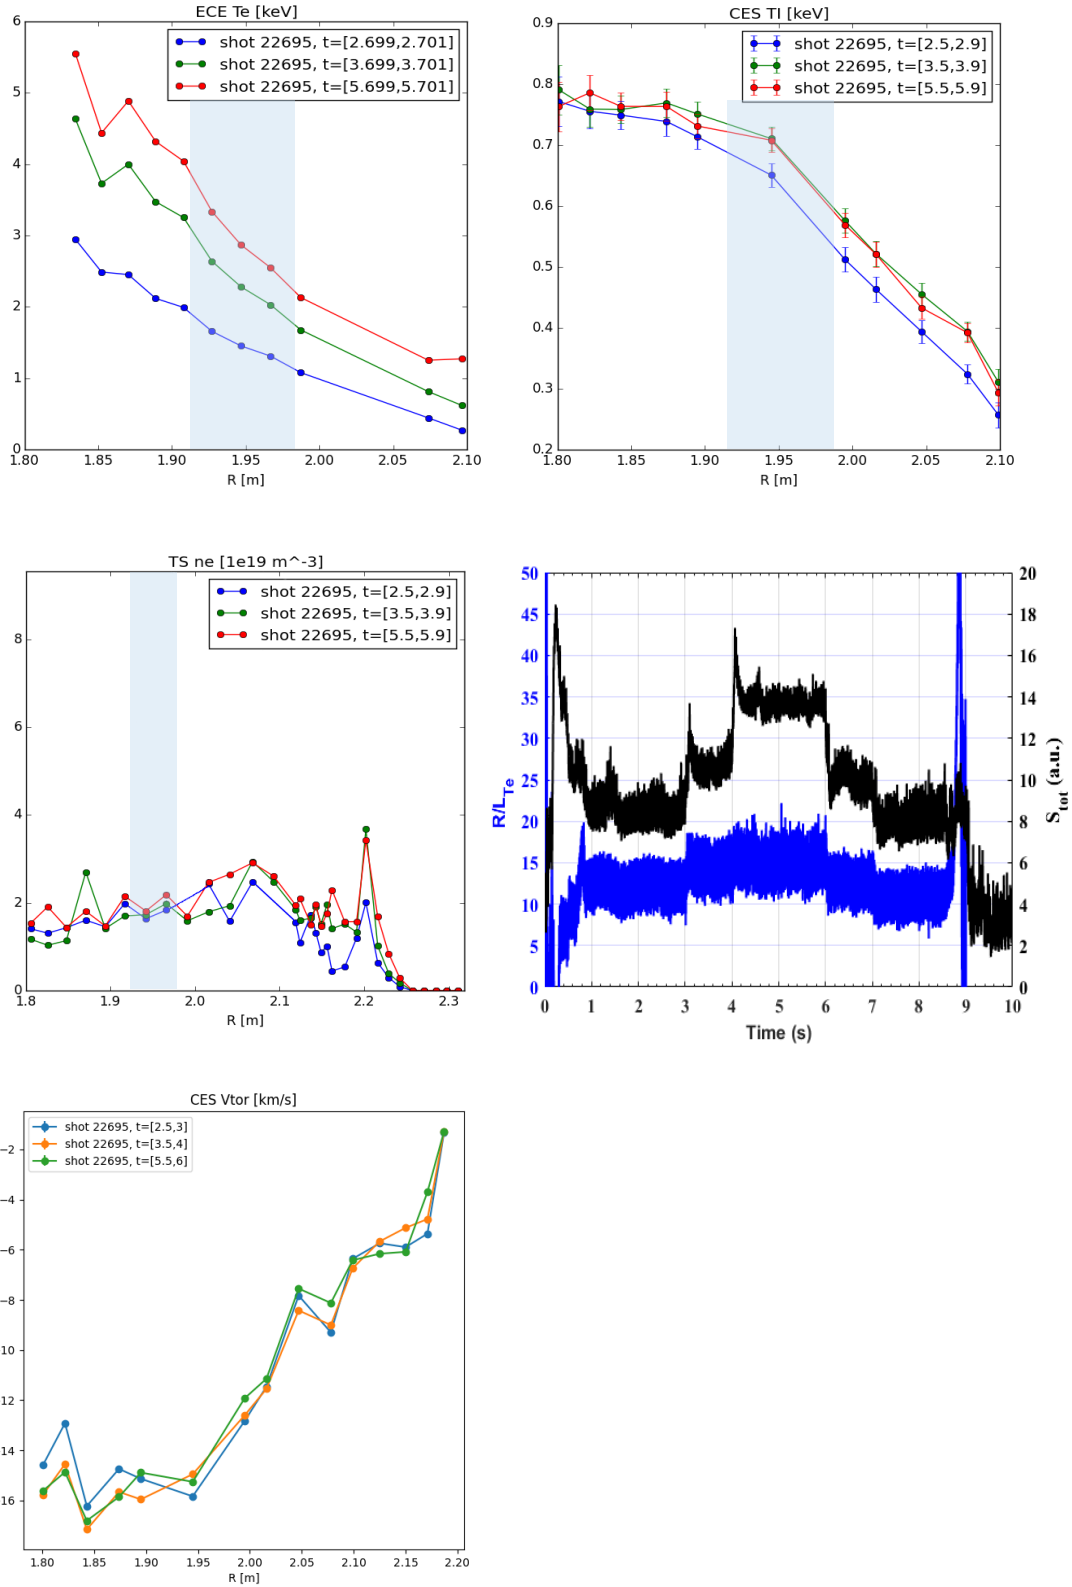 ECE Te [keV]
6
5
4
3
2
1
0
shot 22695, t=[2.699,2.701]
shot 22695, t=[3.699,3.701]
shot 22695, t=[5.699,5.701]
1.80 1.85 1.90 1.95 2.00 2.05 2.10
R [m]
CES TI [keV]
0.9
0.8
0.7
0.6
0.5
0.4
0.3
0.2
shot 22695, t=[2.5,2.9]
shot 22695, t=[3.5,3.9]
shot 22695, t=[5.5,5.9]
1.80 1.85 1.90 1.95 2.00 2.05 2.10
R [m]
TS ne [1e19 m^-3]
8
6
4
2
0
shot 22695, t=[2.5,2.9]
shot 22695, t=[3.5,3.9]
shot 22695, t=[5.5,5.9]
1.8 1.9 2.0 2.1 2.2 2.3
R [m]
R/LTe
50
45
40
35
30
25
20
15
10
5
0
20
18
16
14
12
10
8
6
4
2
0
Stot (a.u.)
0 1 2 3 4 5 6 7 8 9 10
Time (s)
CES Vtor [km/s]
shot 22695, t=[2.5,3]
shot 22695, t=[3.5,4]
shot 22695, t=[5.5,6]
−2
−4
−6
−8
10
12
14
16
1.80 1.85 1.90 1.95 2.00 2.05 2.10 2.15 2.20
R [m]